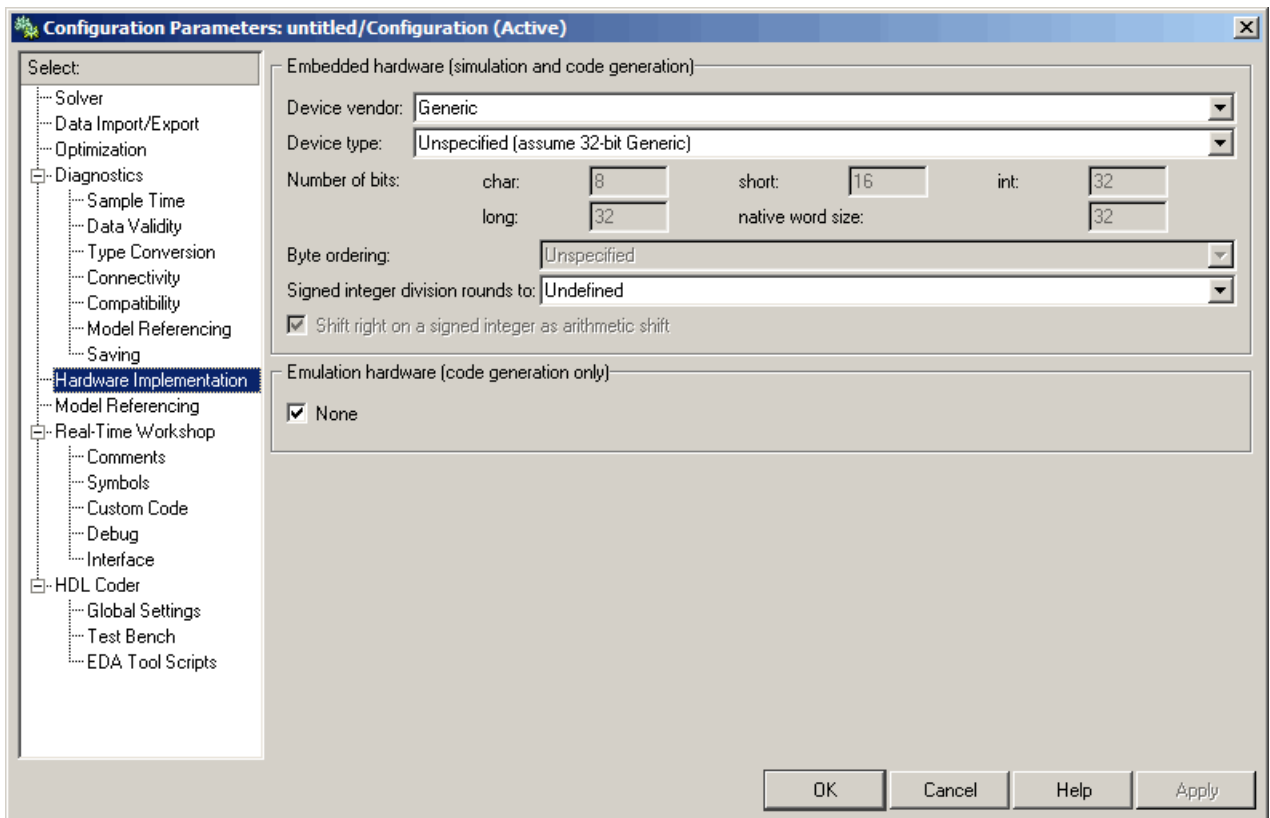 Configuration Parameters: untitled/Configuration (Active)
Select:
Solver
Data Import/Export
Optimization
Diagnostics
Sample Time
Data Validity
Type Conversion
Connectivity
Compatibility
Model Referencing
Saving
Hardware Implementation
Model Referencing
Real-Time Workshop
Comments
Symbols
Custom Code
Debug
Interface
HDL Coder
Global Settings
Test Bench
EDA Tool Scripts
Embedded hardware (simulation and code generation)
Device vendor: Generic
Device type: Unspecified (assume 32-bit Generic)
Number of bits: char: 8 short: 16 int: 32
long: 32 native word size: 32
Byte ordering: Unspecified
Signed integer division rounds to: Undefined
Shift right on a signed integer as arithmetic shift
Emulation hardware (code generation only)
None
OK Cancel Help Apply